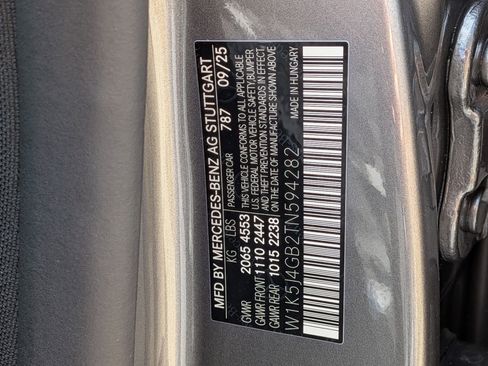 MFD BY MERCEDES-BENZ AG STUTTGART
787 09/25
PASSENGER CAR
THIS VEHICLE CONFORMS TO ALL APPLICABLE
U.S. FEDERAL MOTOR VEHICLE SAFETY, BUMPER,
AND THEFT PREVENTION STANDARDS IN EFFECT
ON THE DATE OF MANUFACTURE SHOWN ABOVE
KG LBS
GVWR 2065 4553
GAWR FRONT 1110 2447
GAWR REAR 1015 2238
MADE IN HUNGARY
W1K5J4GB2TN594282